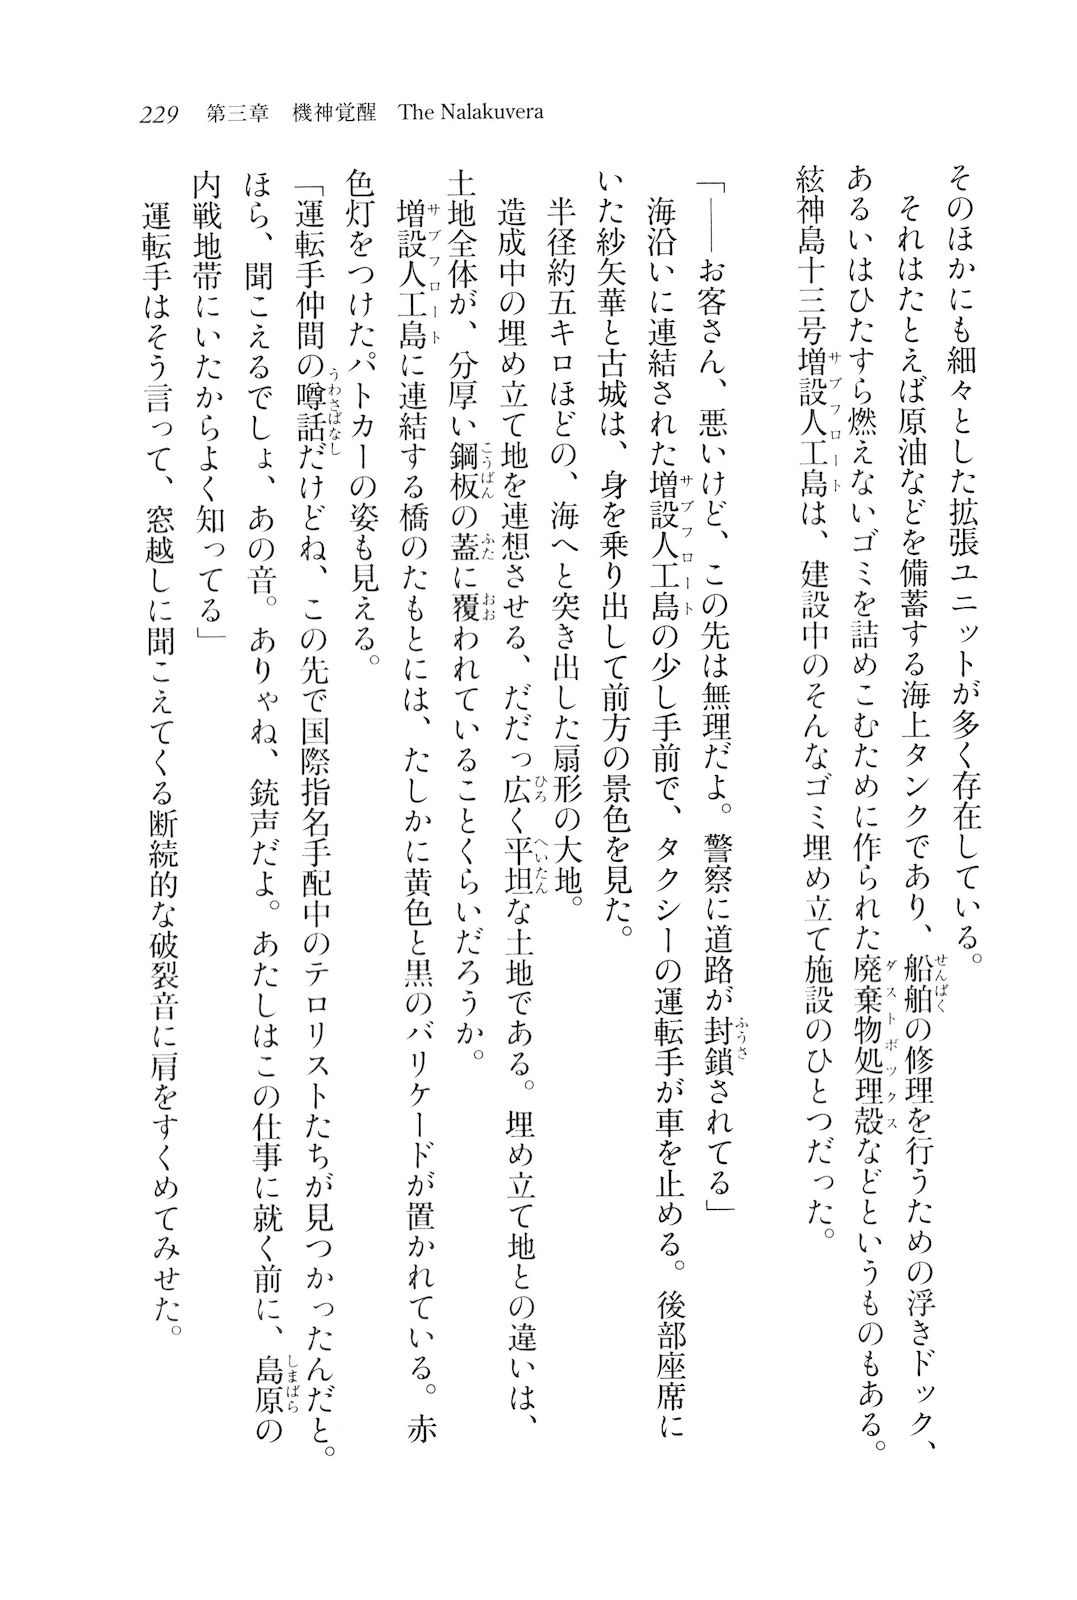 229　第三章　機神覚醒　The Nalakuvera
そのほかにも細々とした拡張ユニットが多く存在している。
それはたとえば原油などを備蓄する海上タンクであり、船舶の修理を行うための浮きドック、
あるいはひたすら燃えないゴミを詰めこむために作られた廃棄物処理殻などというものもある。
絃神島十三号増設人工島は、建設中のそんなゴミ埋め立て施設のひとつだった。
「――お客さん、悪いけど、この先は無理だよ。警察に道路が封鎖されてる」
海沿いに連結された増設人工島の少し手前で、タクシーの運転手が車を止める。後部座席に
いた紗矢華と古城は、身を乗り出して前方の景色を見た。
半径約五キロほどの、海へと突き出した扇形の大地。
造成中の埋め立て地を連想させる、だだっ広く平坦な土地である。埋め立て地との違いは、
土地全体が、分厚い鋼板の蓋に覆われていることくらいだろうか。
増設人工島に連結する橋のたもとには、たしかに黄色と黒のバリケードが置かれている。赤
色灯をつけたパトカーの姿も見える。
「運転手仲間の噂話だけどね、この先で国際指名手配中のテロリストたちが見つかったんだと。
ほら、聞こえるでしょ、あの音。ありゃね、銃声だよ。あたしはこの仕事に就く前に、島原の
内戦地帯にいたからよく知ってる」
運転手はそう言って、窓越しに聞こえてくる断続的な破裂音に肩をすくめてみせた。